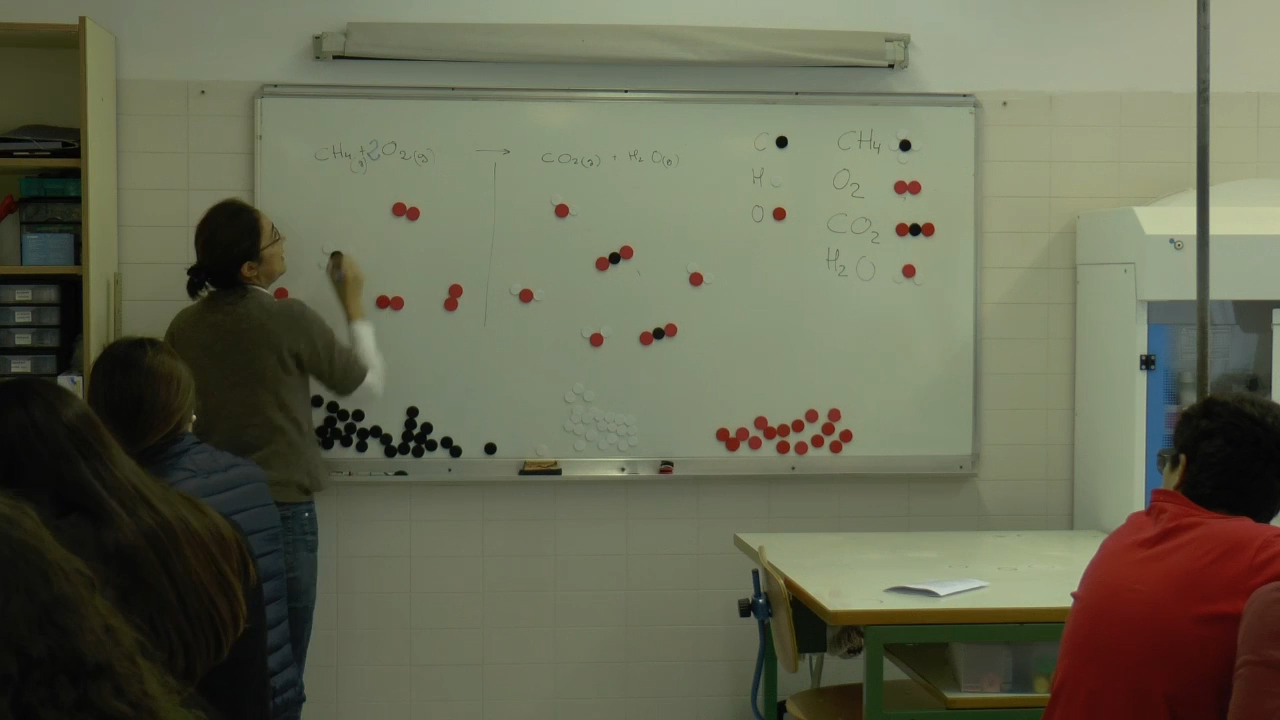 CH4(g)+2O2(g) → CO2(g) + H2O(g)
C
H
O
CH4
O2
CO2
H2O